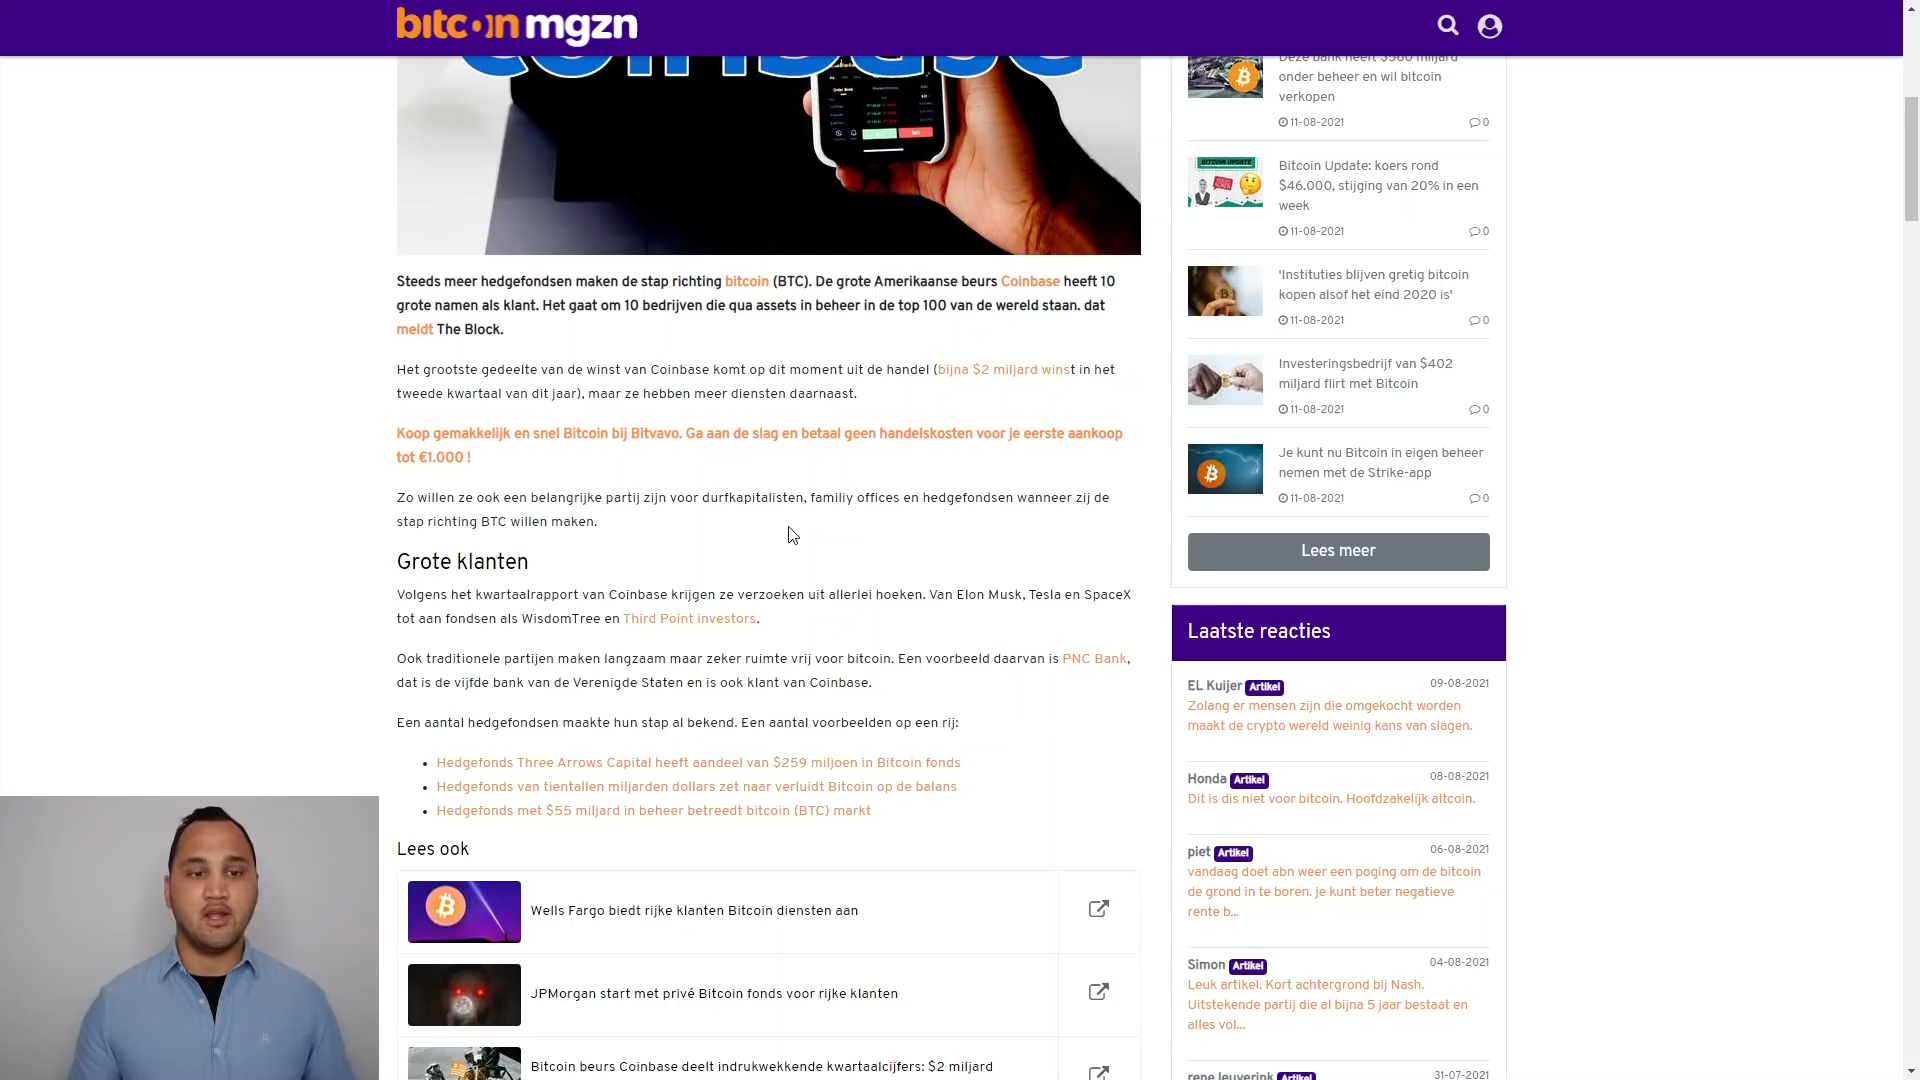 bitcoin mgzn
coinbase
Steeds meer hedgefondsen maken de stap richting bitcoin (BTC). De grote Amerikaanse beurs Coinbase heeft 10
grote namen als klant. Het gaat om 10 bedrijven die qua assets in beheer in de top 100 van de wereld staan. dat
meldt The Block.
Het grootste gedeelte van de winst van Coinbase komt op dit moment uit de handel (bijna $2 miljard winst in het
tweede kwartaal van dit jaar), maar ze hebben meer diensten daarnaast.
Koop gemakkelijk en snel Bitcoin bij Bitvavo. Ga aan de slag en betaal geen handelskosten voor je eerste aankoop
tot €1.000 !
Zo willen ze ook een belangrijke partij zijn voor durfkapitalisten, familiy offices en hedgefondsen wanneer zij de
stap richting BTC willen maken.
Grote klanten
Volgens het kwartaalrapport van Coinbase krijgen ze verzoeken uit allerlei hoeken. Van Elon Musk, Tesla en SpaceX
tot aan fondsen als WisdomTree en Third Point investors.
Ook traditionele partijen maken langzaam maar zeker ruimte vrij voor bitcoin. Een voorbeeld daarvan is PNC Bank,
dat is de vijfde bank van de Verenigde Staten en is ook klant van Coinbase.
Een aantal hedgefondsen maakte hun stap al bekend. Een aantal voorbeelden op een rij:
• Hedgefonds Three Arrows Capital heeft aandeel van $259 miljoen in Bitcoin fonds
• Hedgefonds van tientallen miljarden dollars zet naar verluidt Bitcoin op de balans
• Hedgefonds met $55 miljard in beheer betreedt bitcoin (BTC) markt
Lees ook
Wells Fargo biedt rijke klanten Bitcoin diensten aan
JPMorgan start met privé Bitcoin fonds voor rijke klanten
Bitcoin beurs Coinbase deelt indrukwekkende kwartaalcijfers: $2 miljard
Deze bank heeft $560 miljard
onder beheer en wil bitcoin
verkopen
11-08-2021 0
BITCOIN UPDATE
Bitcoin Update: koers rond
$46.000, stijging van 20% in een
week
11-08-2021 0
'Instituties blijven gretig bitcoin
kopen alsof het eind 2020 is'
11-08-2021 0
Investeringsbedrijf van $402
miljard flirt met Bitcoin
11-08-2021 0
Je kunt nu Bitcoin in eigen beheer
nemen met de Strike-app
11-08-2021 0
Lees meer
Laatste reacties
EL Kuijer Artikel 09-08-2021
Zolang er mensen zijn die omgekocht worden
maakt de crypto wereld weinig kans van slagen.
Honda Artikel 08-08-2021
Dit is dis niet voor bitcoin. Hoofdzakelijk altcoin.
piet Artikel 06-08-2021
vandaag doet abn weer een poging om de bitcoin
de grond in te boren. je kunt beter negatieve
rente b...
Simon Artikel 04-08-2021
Leuk artikel. Kort achtergrond bij Nash.
Uitstekende partij die al bijna 5 jaar bestaat en
alles vol...
rene leuverink Artikel 31-07-2021